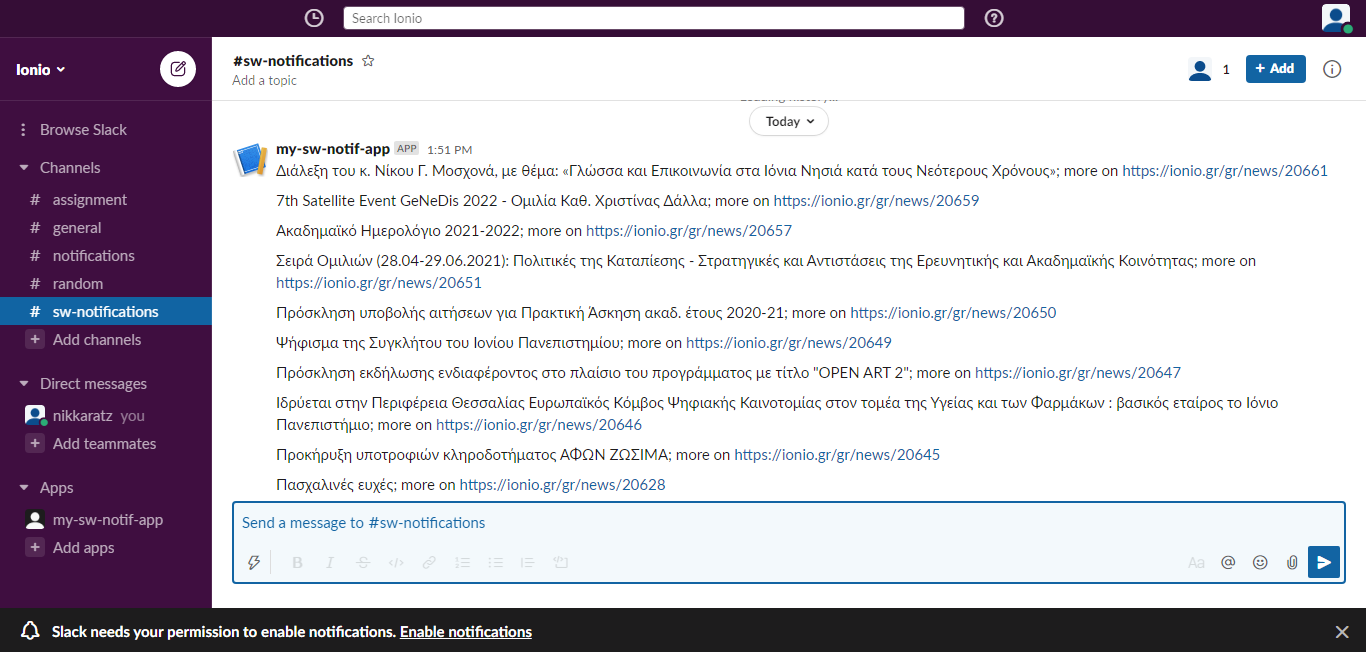 Search Ionio
Ionio
#sw-notifications
Add a topic
1
+ Add
Browse Slack
Channels
# assignment
# general
# notifications
# random
# sw-notifications
+ Add channels
Direct messages
nikkaratz you
+ Add teammates
Apps
my-sw-notif-app
+ Add apps
Loading history...
Today
my-sw-notif-app APP 1:51 PM
Διάλεξη του κ. Νίκου Γ. Μοσχονά, με θέμα: «Γλώσσα και Επικοινωνία στα Ιόνια Νησιά κατά τους Νεότερους Χρόνους»; more on https://ionio.gr/gr/news/20661
7th Satellite Event GeNeDis 2022 - Ομιλία Καθ. Χριστίνας Δάλλα; more on https://ionio.gr/gr/news/20659
Ακαδημαϊκό Ημερολόγιο 2021-2022; more on https://ionio.gr/gr/news/20657
Σειρά Ομιλιών (28.04-29.06.2021): Πολιτικές της Καταπίεσης - Στρατηγικές και Αντιστάσεις της Ερευνητικής και Ακαδημαϊκής Κοινότητας; more on
https://ionio.gr/gr/news/20651
Πρόσκληση υποβολής αιτήσεων για Πρακτική Άσκηση ακαδ. έτους 2020-21; more on https://ionio.gr/gr/news/20650
Ψήφισμα της Συγκλήτου του Ιονίου Πανεπιστημίου; more on https://ionio.gr/gr/news/20649
Πρόσκληση εκδήλωσης ενδιαφέροντος στο πλαίσιο του προγράμματος με τίτλο "OPEN ART 2"; more on https://ionio.gr/gr/news/20647
Ιδρύεται στην Περιφέρεια Θεσσαλίας Ευρωπαϊκός Κόμβος Ψηφιακής Καινοτομίας στον τομέα της Υγείας και των Φαρμάκων : βασικός εταίρος το Ιόνιο
Πανεπιστήμιο; more on https://ionio.gr/gr/news/20646
Προκήρυξη υποτροφιών κληροδοτήματος ΑΦΩΝ ΖΩΣΙΜΑ; more on https://ionio.gr/gr/news/20645
Πασχαλινές ευχές; more on https://ionio.gr/gr/news/20628
Send a message to #sw-notifications
B I S </> Aa @
Slack needs your permission to enable notifications. Enable notifications